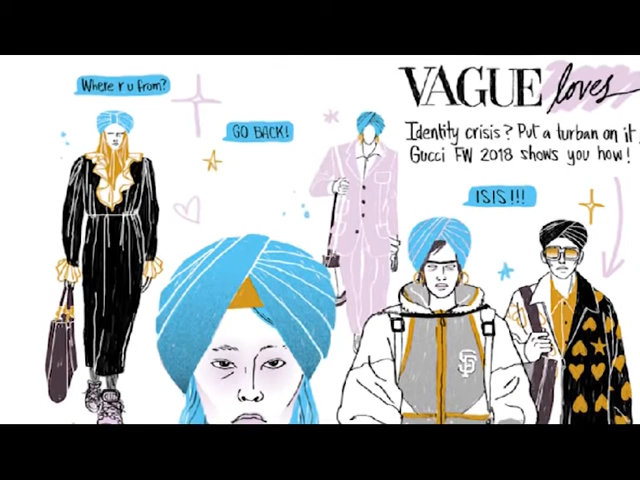 Where r u from?
GO BACK!
VAGUE loves
Identity crisis? Put a turban on it,
Gucci FW 2018 shows you how!
ISIS!!!
SF